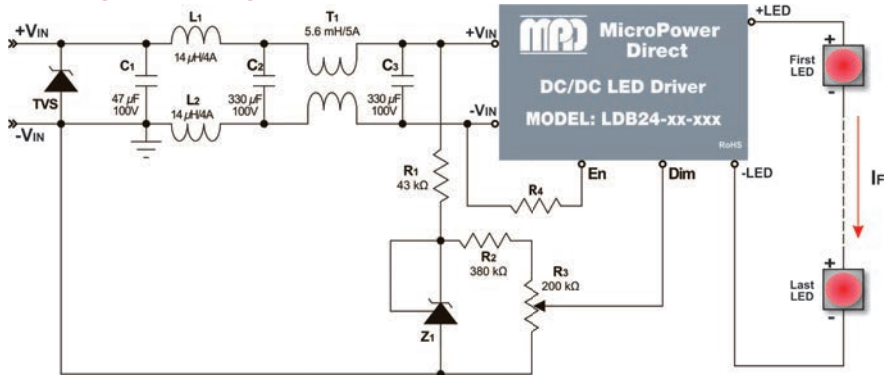 +VIN
-VIN
TVS
C1
47 µF
100V
L1
14 µH/4A
L2
14 µH/4A
C2
330 µF
100V
T1
5.6 mH/5A
C3
330 µF
100V
+VIN
-VIN
MPD MicroPower
Direct
DC/DC LED Driver
MODEL: LDB24-xx-xxx
RoHS
+LED
-LED
En
Dim
R1
43 kΩ
R4
R2
380 kΩ
R3
200 kΩ
Z1
+
First
LED
-
IF
+
Last
LED
-